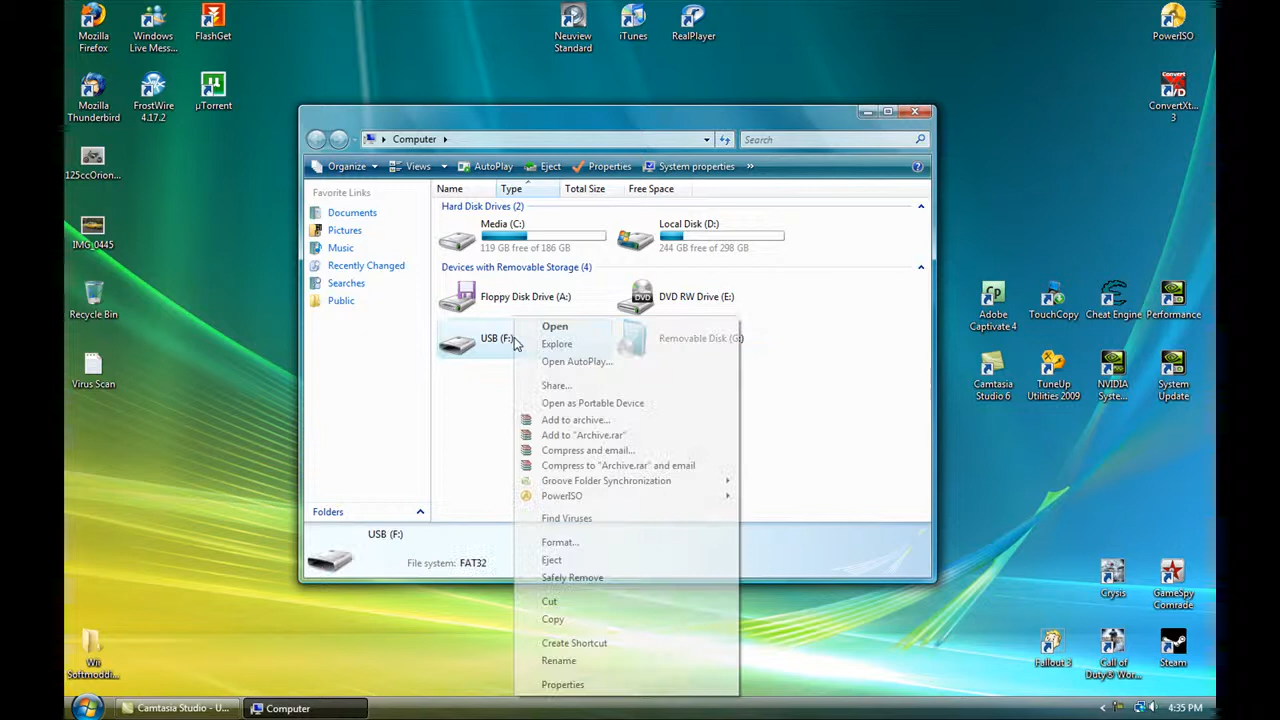 Mozilla
Firefox
Windows
Live Mess...
FlashGet
Neuview
Standard
iTunes
RealPlayer
PowerISO
Mozilla
Thunderbird
FrostWire
4.17.2
µTorrent
ConvertXt...
3
125ccOrion...
IMG_0445
Recycle Bin
Virus Scan
Wii
Softmoddi...
Computer
Search
Organize
Views
AutoPlay
Eject
Properties
System properties
»
Favorite Links
Documents
Pictures
Music
Recently Changed
Searches
Public
Folders
Name
Type
Total Size
Free Space
Hard Disk Drives (2)
Media (C:)
119 GB free of 186 GB
Local Disk (D:)
244 GB free of 298 GB
Devices with Removable Storage (4)
Floppy Disk Drive (A:)
DVD
DVD RW Drive (E:)
USB (F:)
Removable Disk (G:)
Open
Explore
Open AutoPlay...
Share...
Open as Portable Device
Add to archive...
Add to "Archive.rar"
Compress and email...
Compress to "Archive.rar" and email
Groove Folder Synchronization
PowerISO
Find Viruses
Format...
Eject
Safely Remove
Cut
Copy
Create Shortcut
Rename
Properties
USB (F:)
File system: FAT32
Adobe
Captivate 4
TouchCopy
Cheat Engine
Performance
Camtasia
Studio 6
TuneUp
Utilities 2009
NVIDIA
Syste...
System
Update
Crysis
GameSpy
Comrade
Fallout 3
Call of
Duty® Wor...
Steam
Camtasia Studio - U...
Computer
4:35 PM